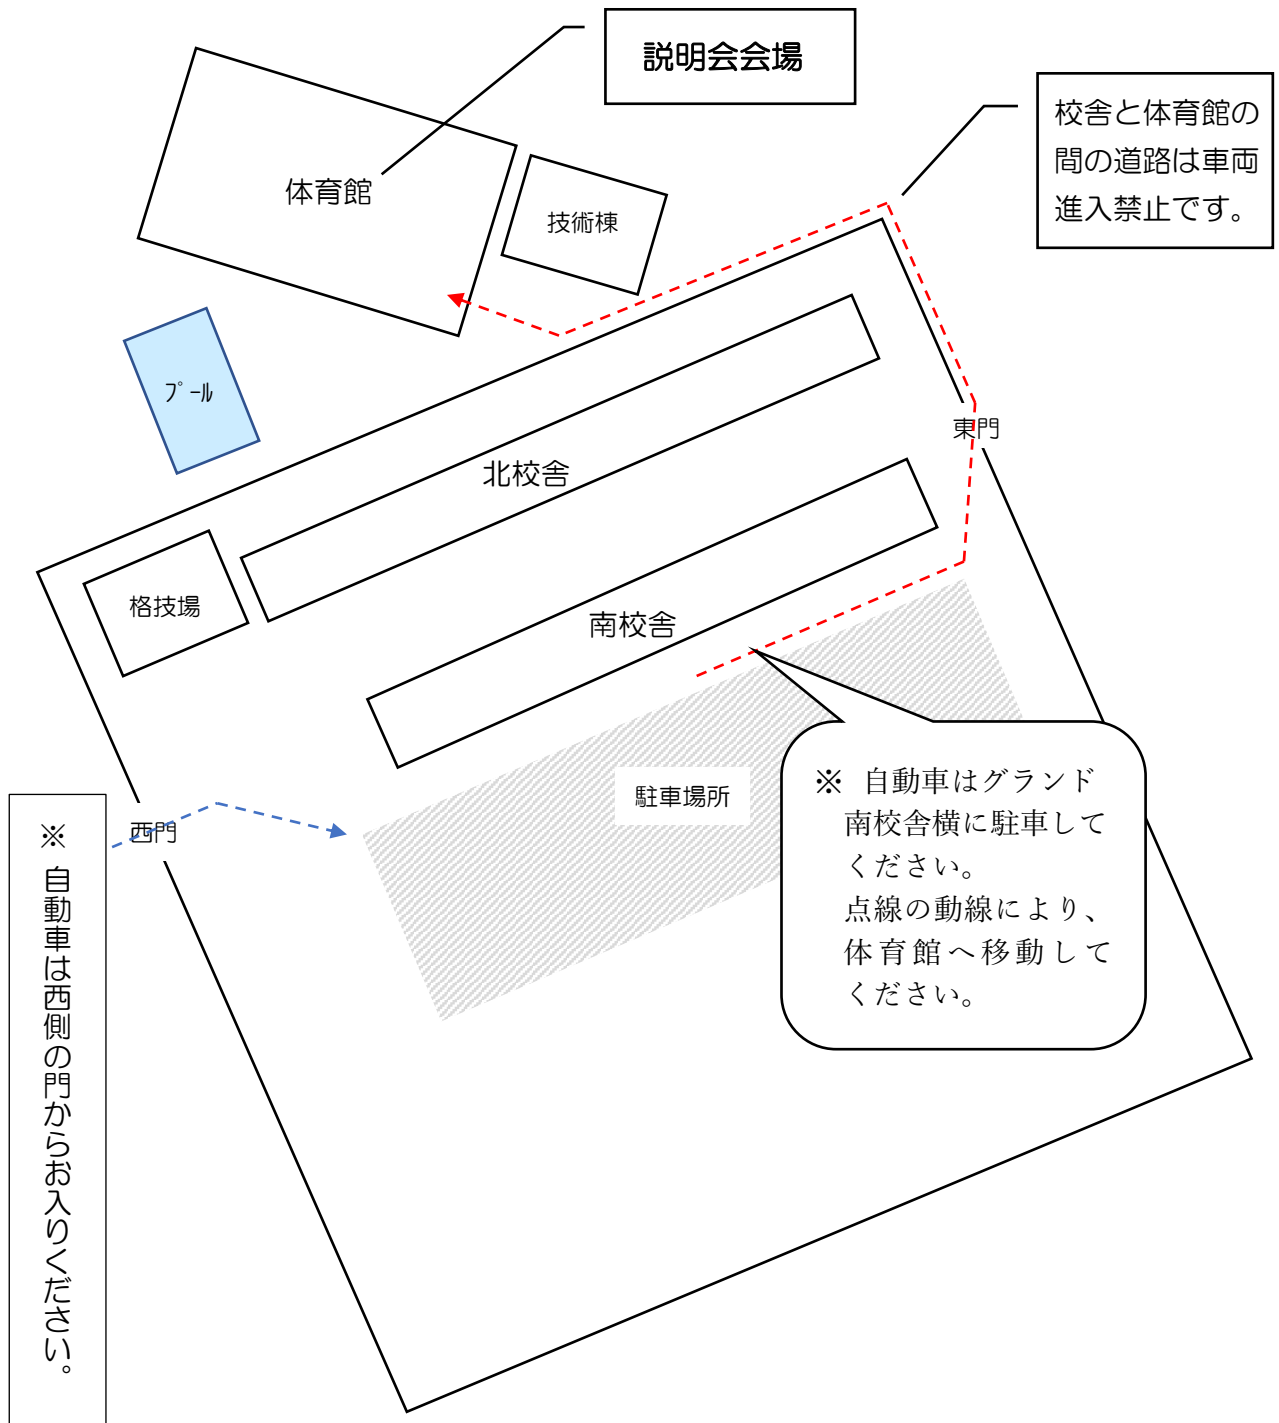 説明会会場
校舎と体育館の
間の道路は車両
進入禁止です。
体育館
技術棟
ﾌﾟｰﾙ
東門
北校舎
格技場
南校舎
駐車場所
西門
※ 自動車はグランド
南校舎横に駐車して
ください。
点線の動線により、
体育館へ移動して
ください。
※ 自動車は西側の門からお入りください。